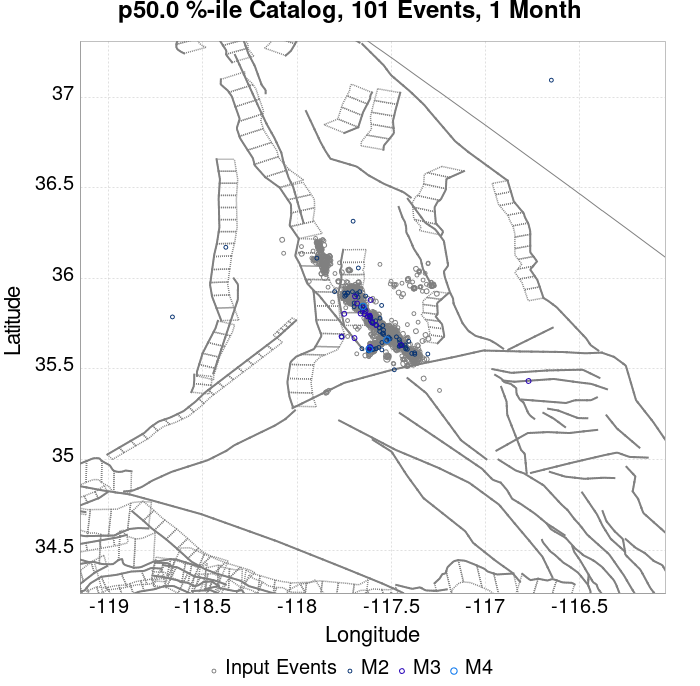 p50.0 %-ile Catalog, 101 Events, 1 Month
37
36.5
36
35.5
35
34.5
Latitude
-119
-118.5
-118
-117.5
-117
-116.5
Longitude
Input Events
M2
M3
M4